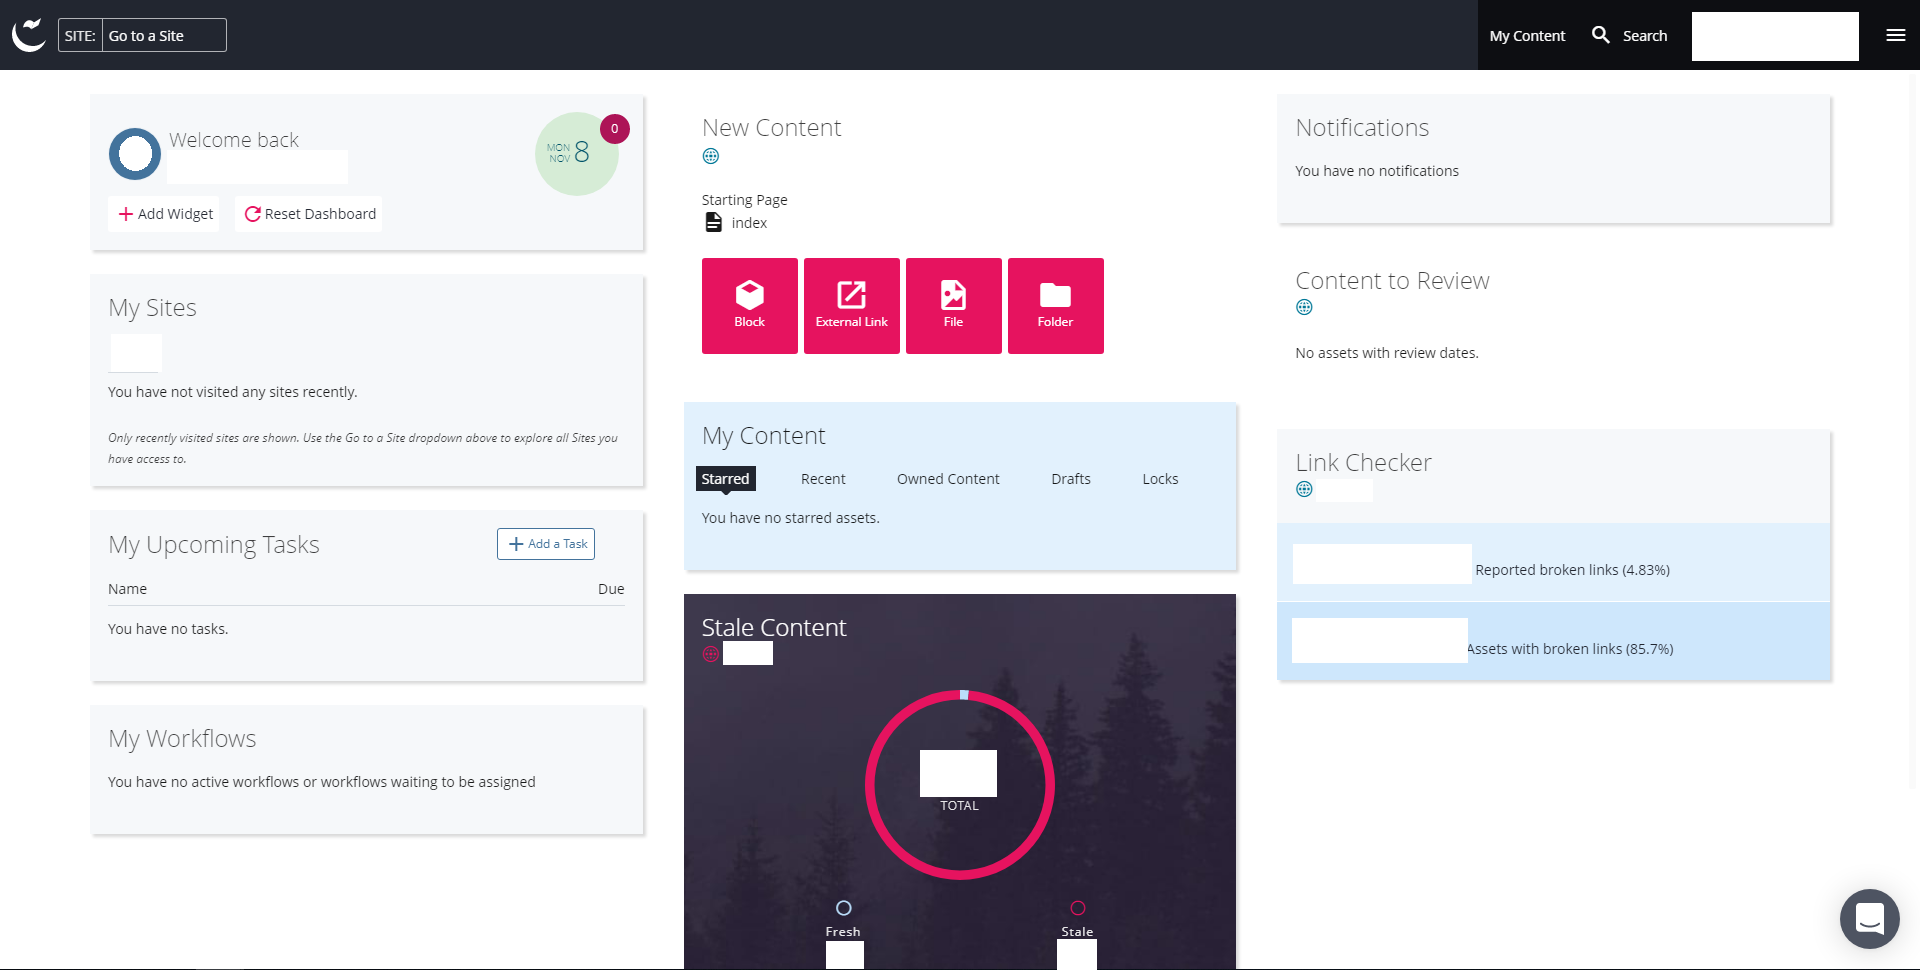 SITE: Go to a Site
My Content
Search
Welcome back
MON
NOV 8
0
Add Widget
Reset Dashboard
My Sites
You have not visited any sites recently.
Only recently visited sites are shown. Use the Go to a Site dropdown above to explore all Sites you
have access to.
My Upcoming Tasks
Add a Task
Name Due
You have no tasks.
My Workflows
You have no active workflows or workflows waiting to be assigned
New Content
Starting Page
index
Block
External Link
File
Folder
My Content
Starred
Recent
Owned Content
Drafts
Locks
You have no starred assets.
Stale Content
TOTAL
Fresh
Stale
Notifications
You have no notifications
Content to Review
No assets with review dates.
Link Checker
Reported broken links (4.83%)
Assets with broken links (85.7%)